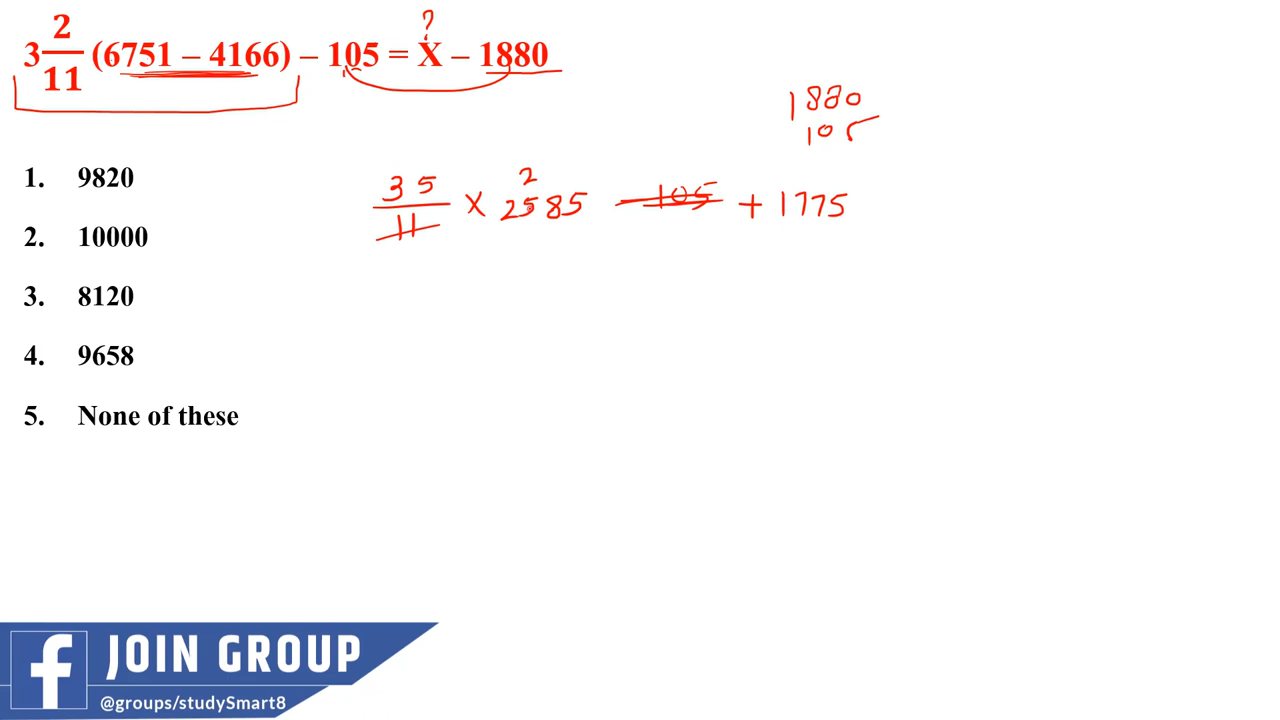 ?
3 2/11 (6751 – 4166) – 105 = X – 1880
1880
105
1. 9820
35/11 × 2585 – 105 + 1775
2
2. 10000
3. 8120
4. 9658
5. None of these
f JOIN GROUP
@groups/studySmart8